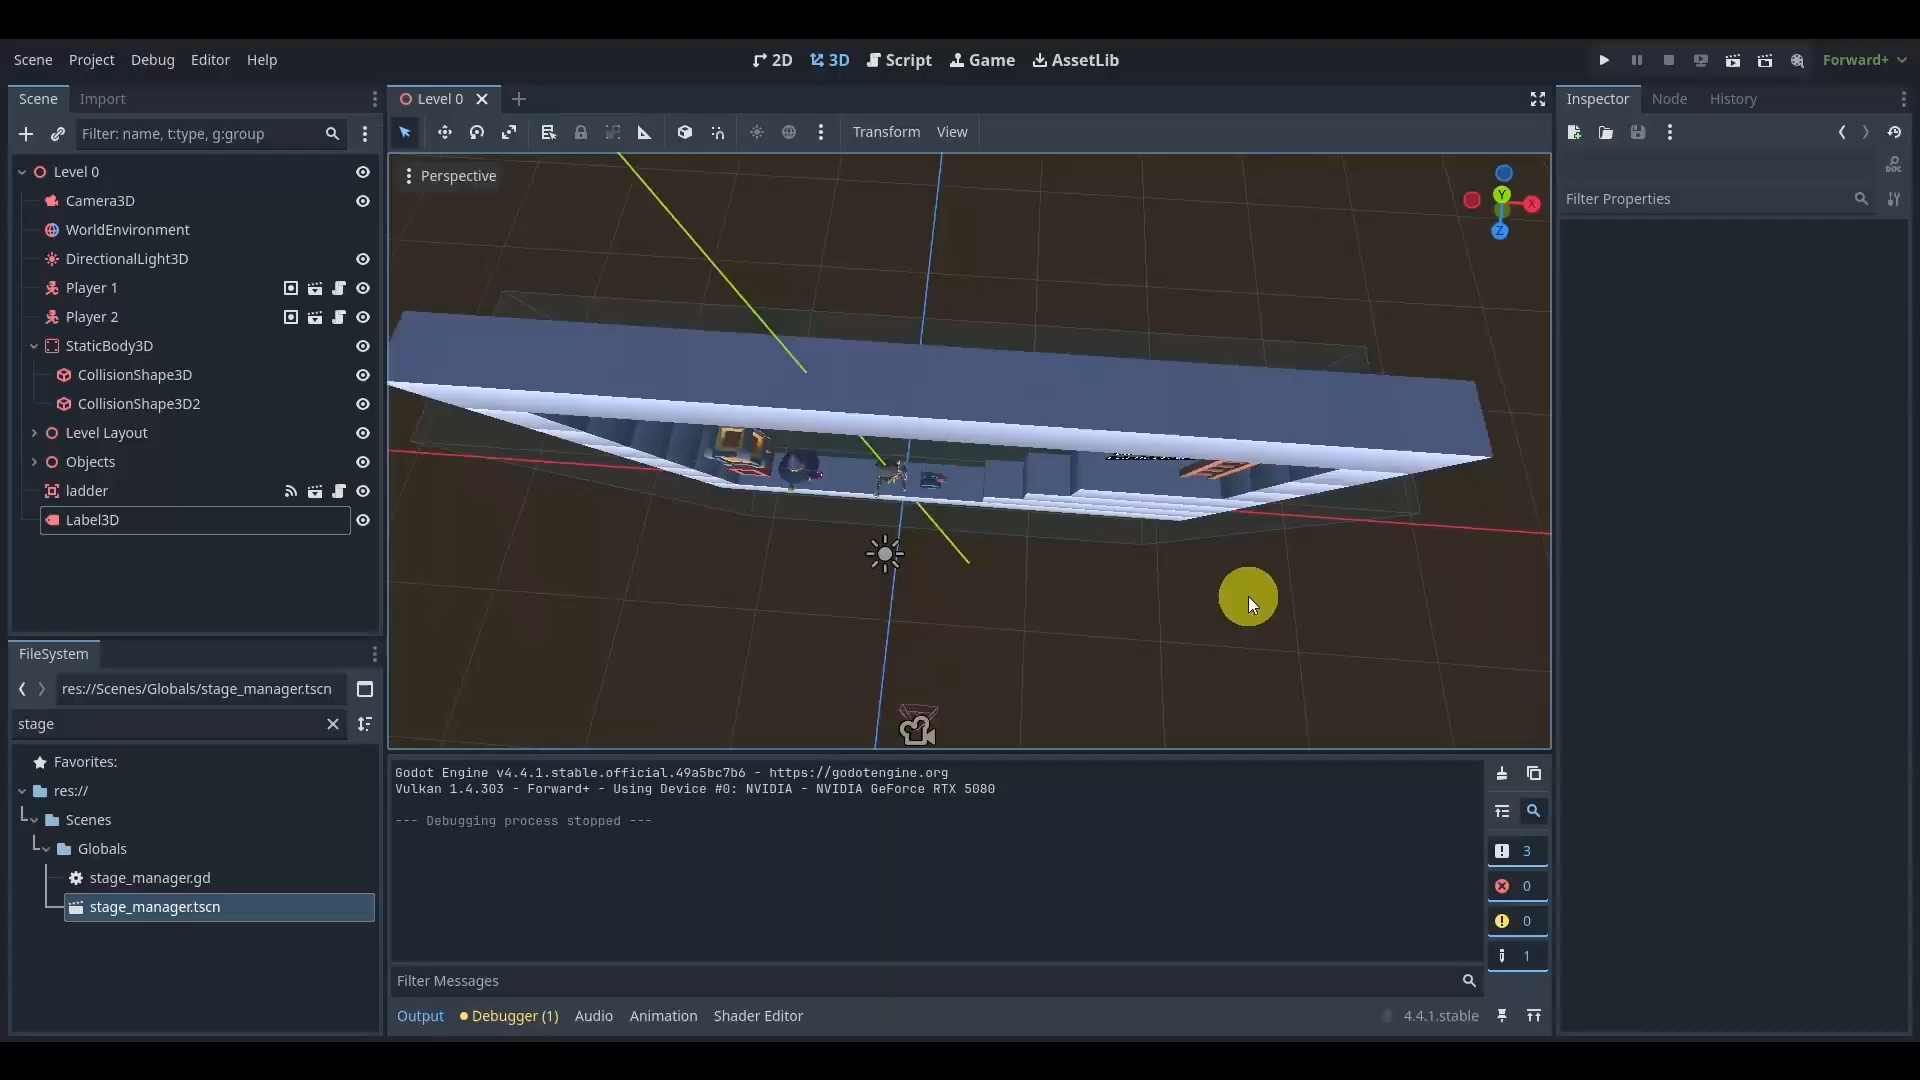 Scene Project Debug Editor Help
2D 3D Script Game AssetLib
Forward+
Scene Import
Filter: name, t:type, g:group
Level 0
Camera3D
WorldEnvironment
DirectionalLight3D
Player 1
Player 2
StaticBody3D
CollisionShape3D
CollisionShape3D2
Level Layout
Objects
ladder
Label3D
FileSystem
res://Scenes/Globals/stage_manager.tscn
stage
Favorites:
res://
Scenes
Globals
stage_manager.gd
stage_manager.tscn
Level 0
Transform View
Perspective
Y
X
Z
Godot Engine v4.4.1.stable.official.49a5bc7b6 - https://godotengine.org
Vulkan 1.4.303 - Forward+ - Using Device #0: NVIDIA - NVIDIA GeForce RTX 5080
--- Debugging process stopped ---
3
0
0
1
Filter Messages
Output Debugger (1) Audio Animation Shader Editor
4.4.1.stable
Inspector Node History
DOC
Filter Properties